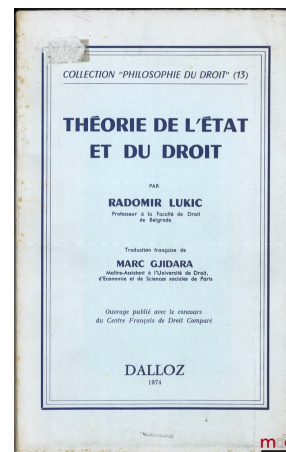 COLLECTION "PHILOSOPHIE DU DROIT" (13)
THÉORIE DE L'ÉTAT
ET DU DROIT
PAR
RADOMIR LUKIC
Professeur à la Faculté de Droit
de Belgrade
Traduction française de
MARC GJIDARA
Maître-Assistant à l'Université de Droit,
d'Economie et de Sciences sociales de Paris
Ouvrage publié avec le concours
du Centre Français de Droit Comparé
DALLOZ
1974